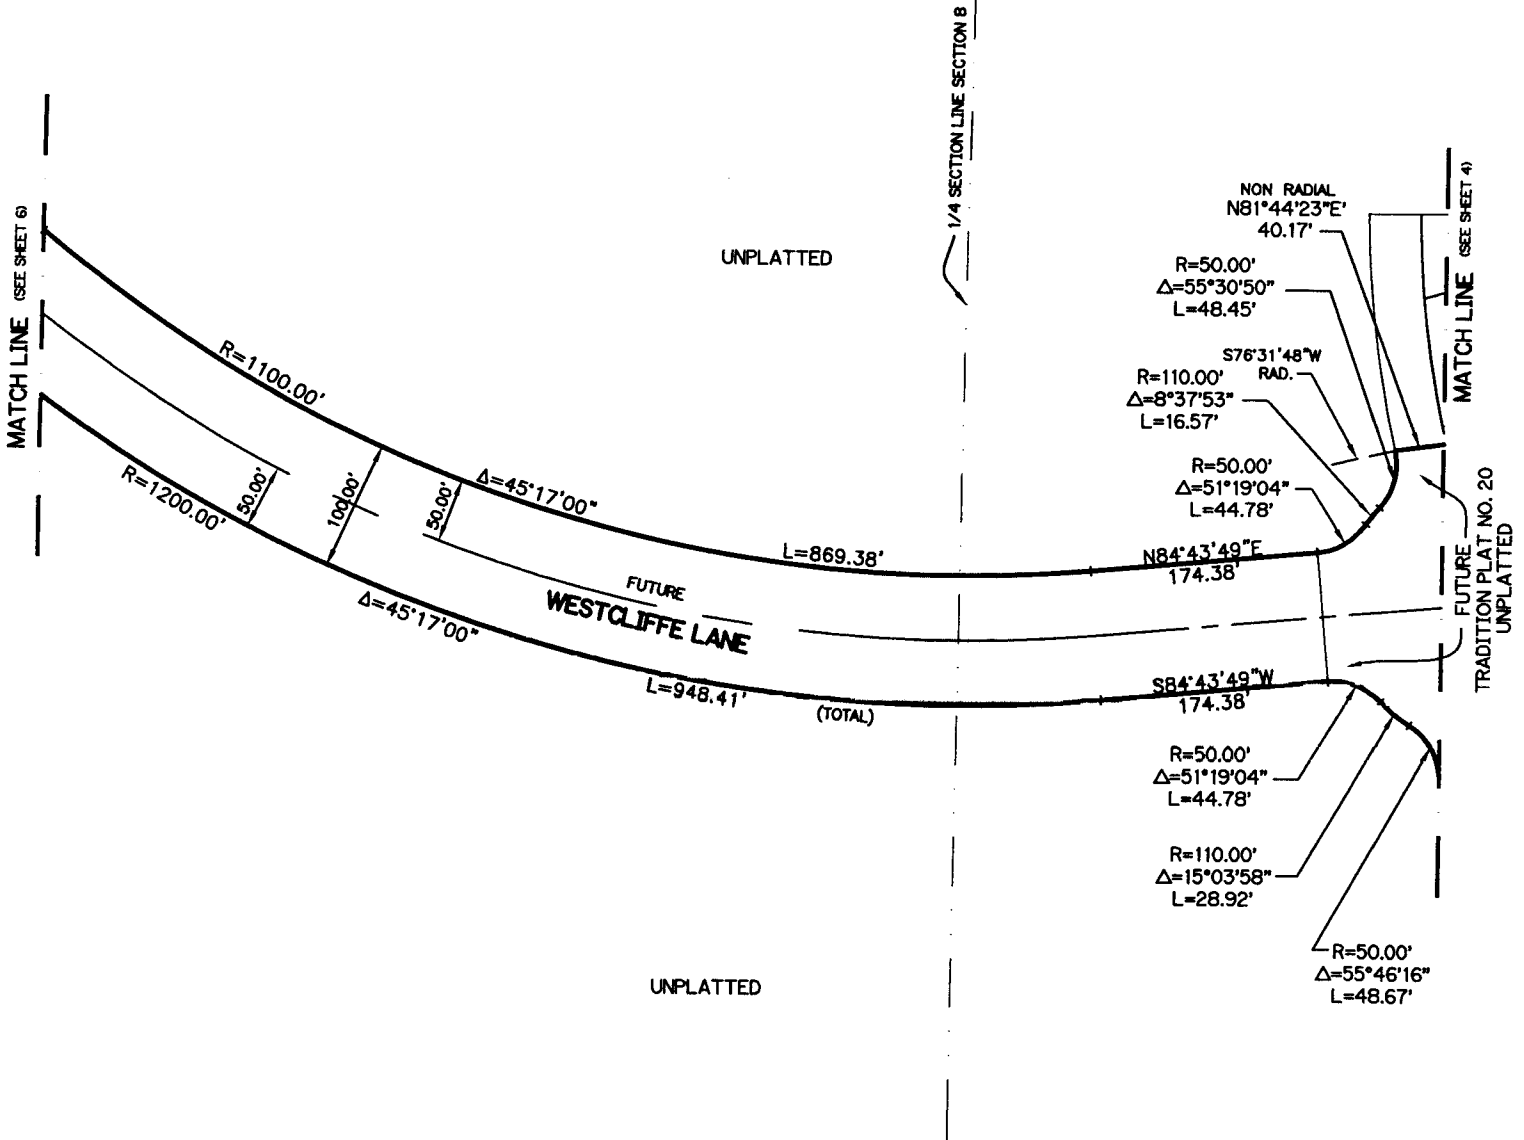 1/4 SECTION LINE SECTION 8
MATCH LINE (SEE SHEET 6)
UNPLATTED
NON RADIAL
N81°44'23"E'
40.17'
R=50.00'
Δ=55°30'50"
L=48.45'
S76°31'48"W
RAD.
R=110.00'
Δ=8°37'53"
L=16.57'
R=50.00'
Δ=51°19'04"
L=44.78'
MATCH LINE (SEE SHEET 4)
R=1100.00'
R=1200.00'
50.00'
100.00'
50.00'
Δ=45°17'00"
L=869.38'
N84°43'49"E
174.38'
FUTURE
WESTCLIFFE LANE
Δ=45°17'00"
L=948.41'
(TOTAL)
S84°43'49"W
174.38'
FUTURE
TRADITION PLAT NO. 20
UNPLATTED
R=50.00'
Δ=51°19'04"
L=44.78'
R=110.00'
Δ=15°03'58"
L=28.92'
R=50.00'
Δ=55°46'16"
L=48.67'
UNPLATTED